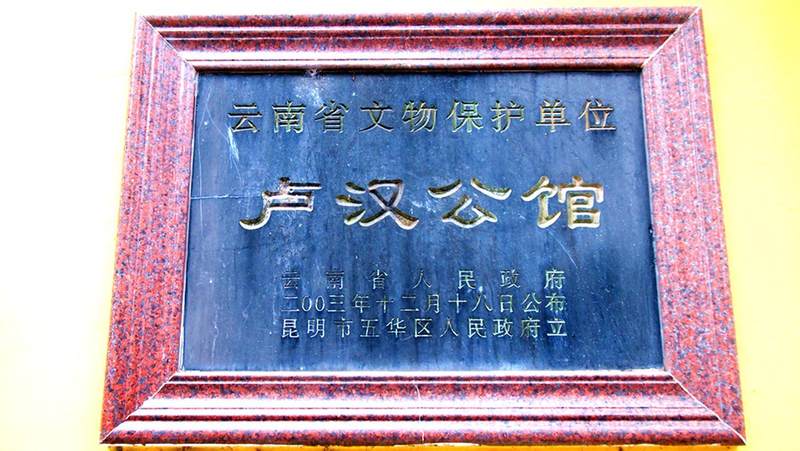 云南省文物保护单位
卢汉公馆
云南省人民政府
二00三年十二月十八日公布
昆明市五华区人民政府立